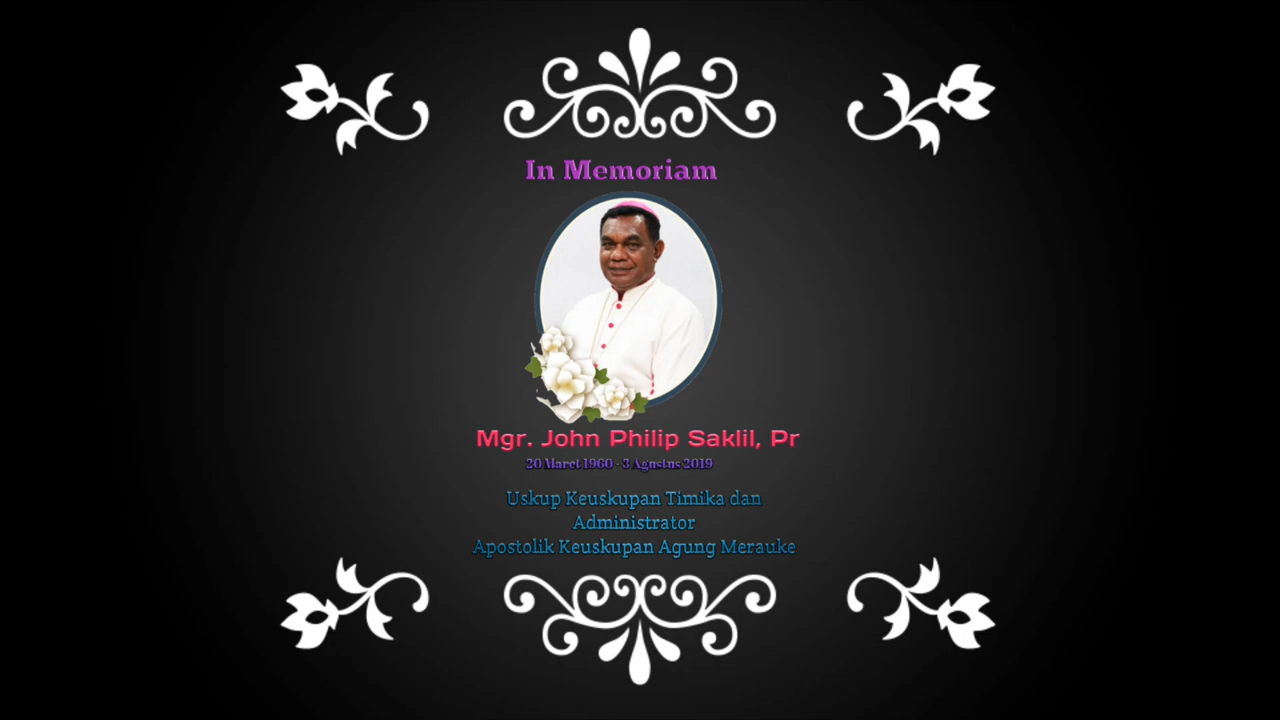 In Memoriam
Mgr. John Philip Saklil, Pr
20 Maret 1960 - 3 Agustus 2019
Uskup Keuskupan Timika dan
Administrator
Apostolik Keuskupan Agung Merauke